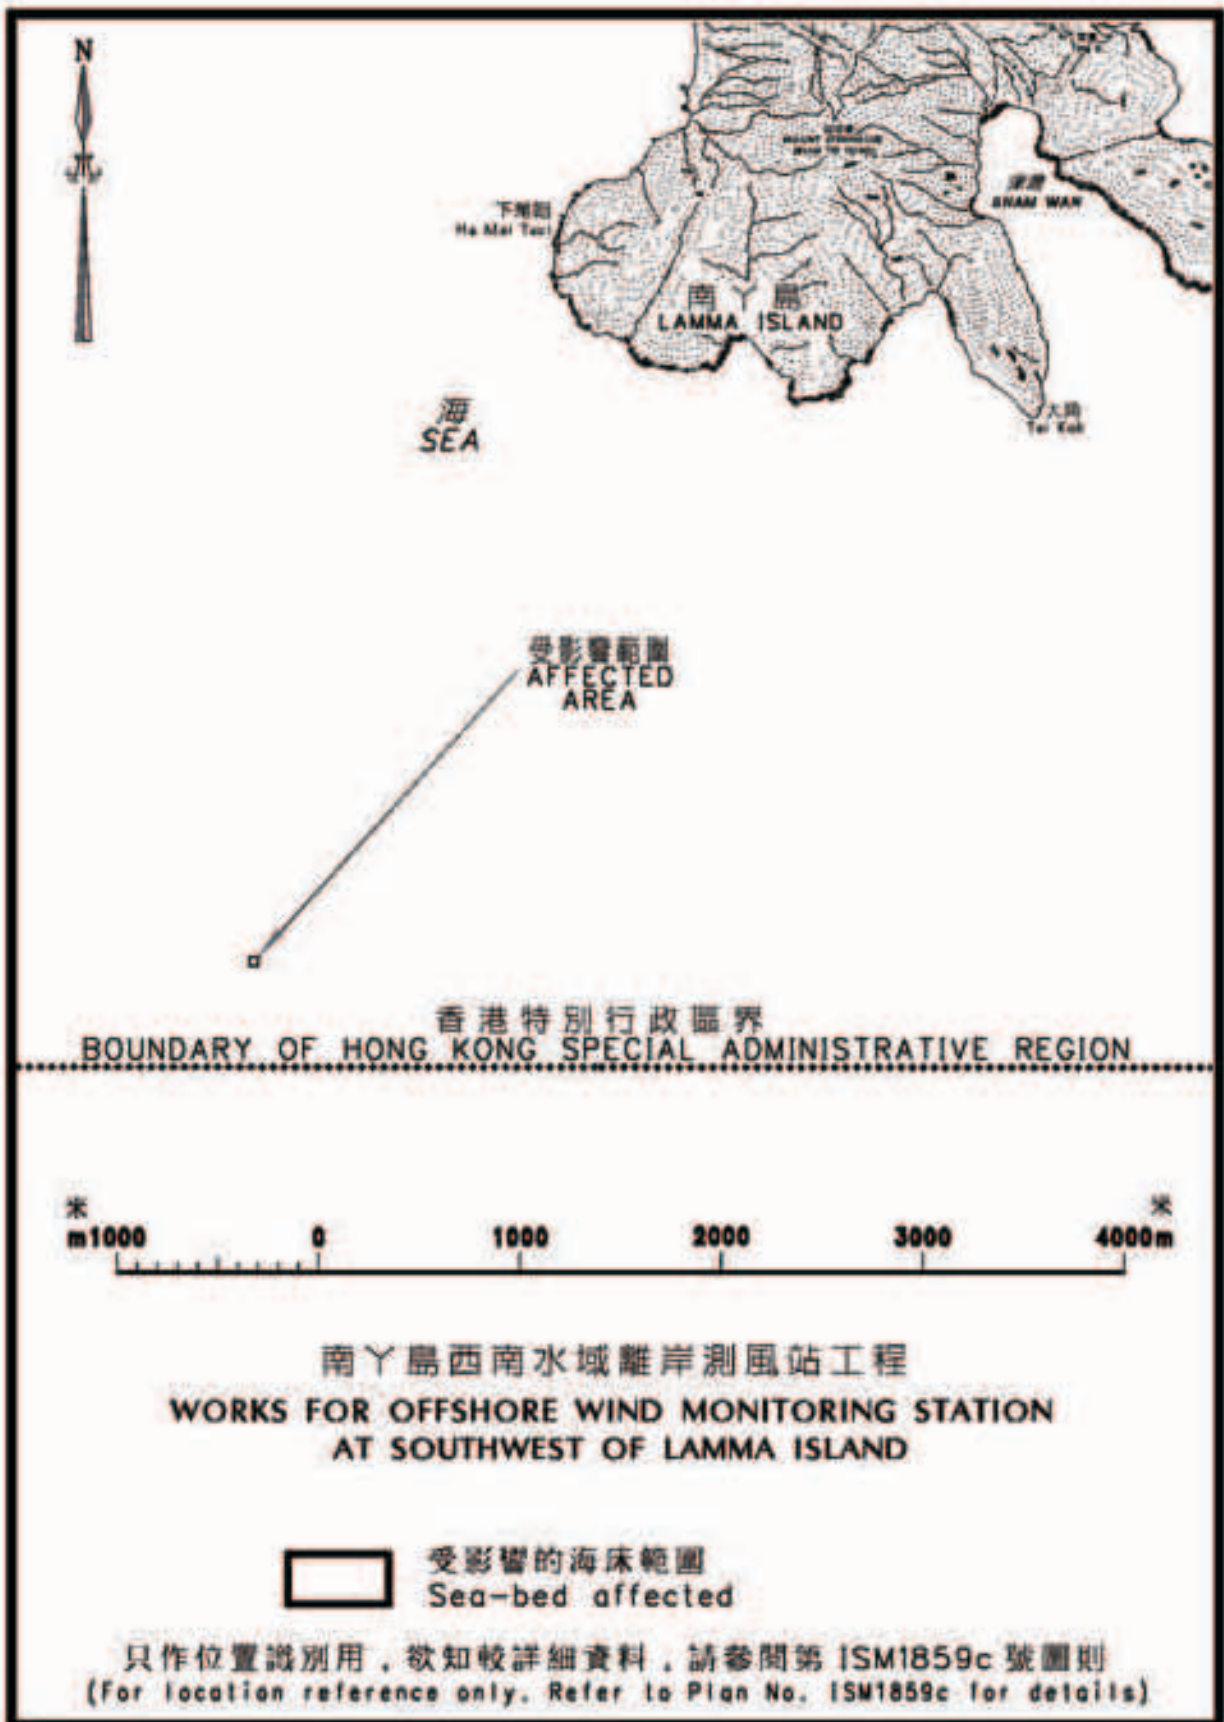 N
MOUNT STENHOUSE
深灣
SHAM WAN
下尾咀
Ha Mei Tsui
南丫島
LAMMA ISLAND
大角
Tai Kok
海
SEA
受影響範圍
AFFECTED
AREA
香港特別行政區界
BOUNDARY OF HONG KONG SPECIAL ADMINISTRATIVE REGION
米 米
m1000 0 1000 2000 3000 4000m
南丫島西南水域離岸測風站工程
WORKS FOR OFFSHORE WIND MONITORING STATION
AT SOUTHWEST OF LAMMA ISLAND
受影響的海床範圍
Sea-bed affected
只作位置識別用，欲知較詳細資料，請參閱第 ISM1859c 號圖則
(For location reference only. Refer to Plan No. ISM1859c for details)